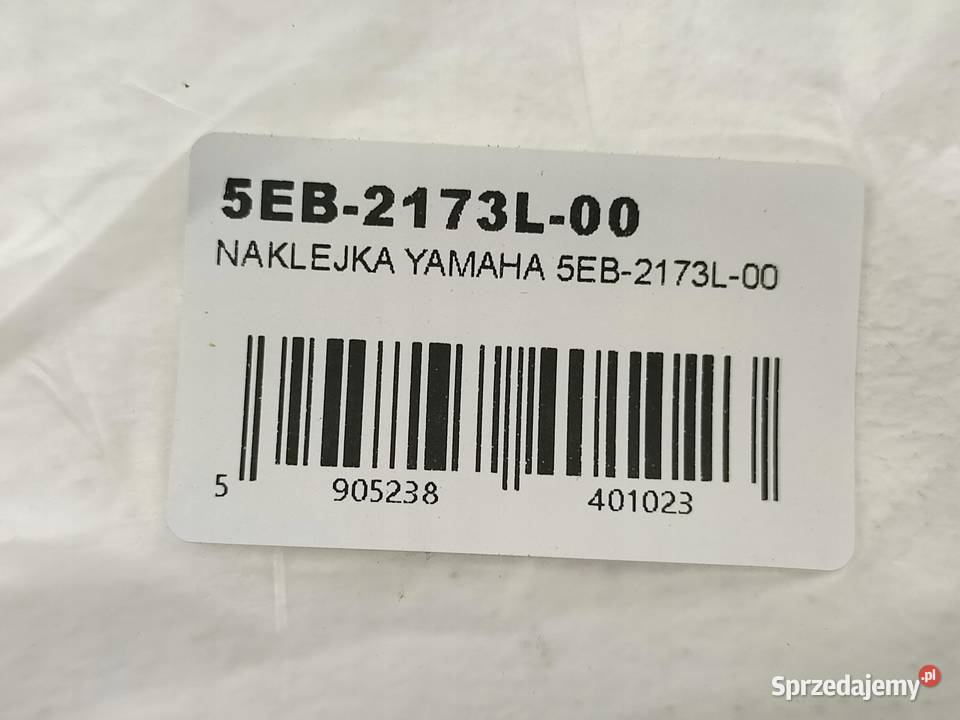 5EB-2173L-00
NAKLEJKA YAMAHA 5EB-2173L-00
5 905238 401023
Sprzedajemy.pl